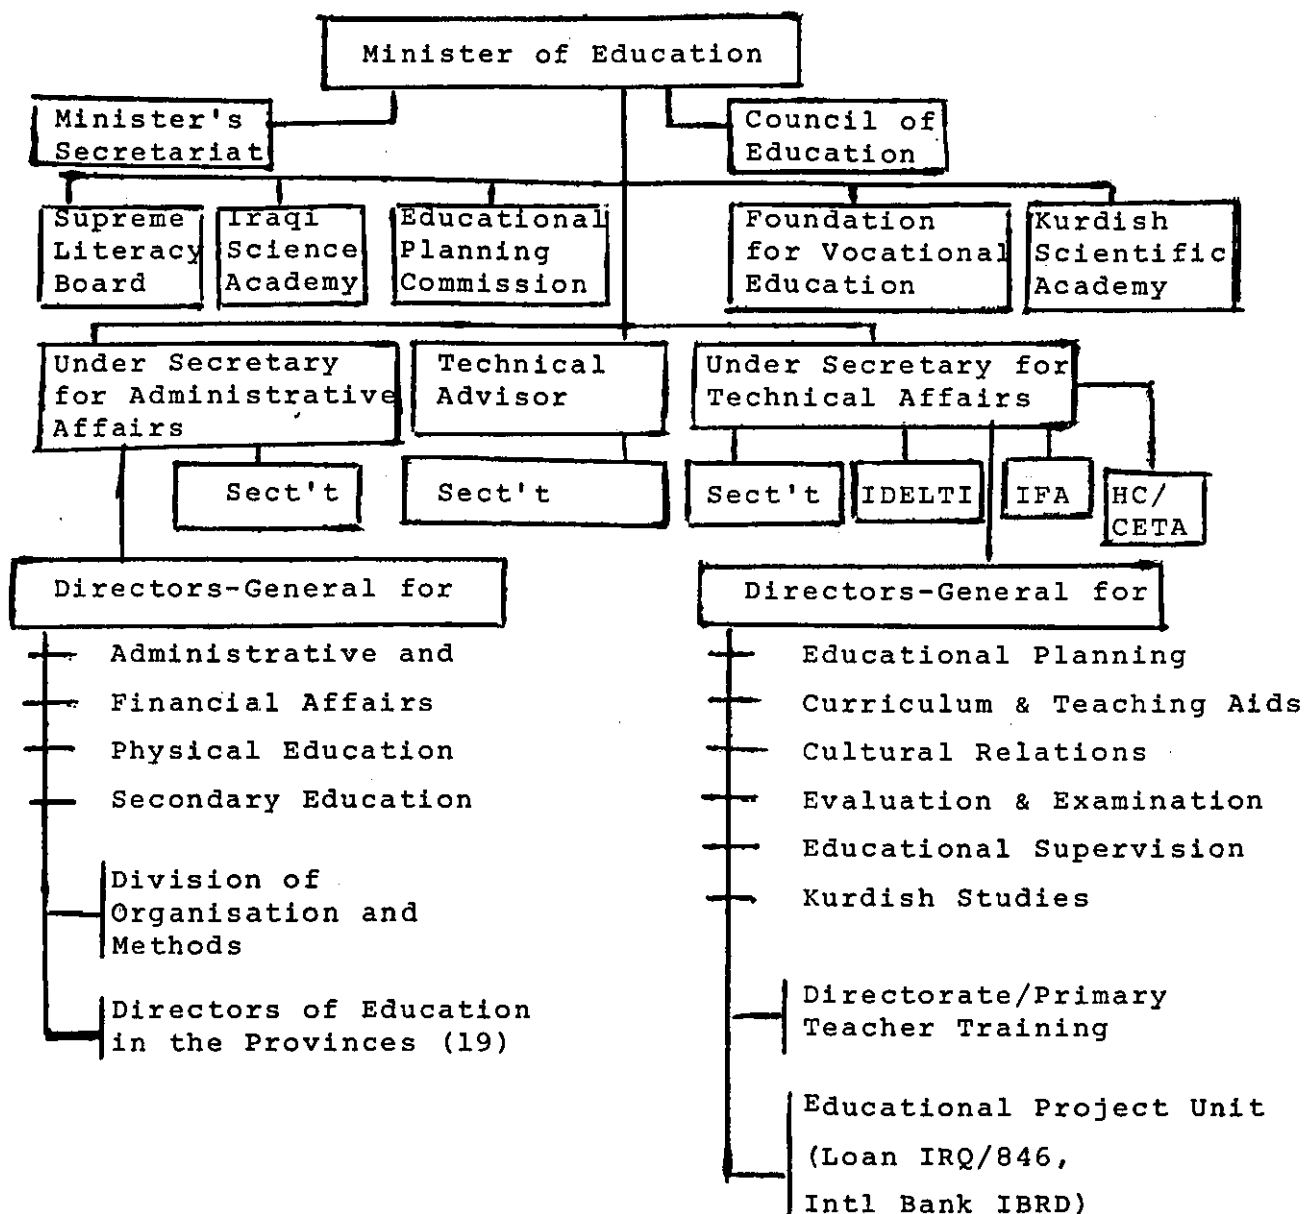 Minister of Education
Minister's
Secretariat
Council of
Education
Supreme
Literacy
Board
Iraqi
Science
Academy
Educational
Planning
Commission
Foundation
for Vocational
Education
Kurdish
Scientific
Academy
Under Secretary
for Administrative
Affairs
Technical
Advisor
Under Secretary for
Technical Affairs
Sect't
Sect't
Sect't
IDELTI
IFA
HC/
CETA
Directors-General for
Administrative and
Financial Affairs
Physical Education
Secondary Education
Division of
Organisation and
Methods
Directors of Education
in the Provinces (19)
Directors-General for
Educational Planning
Curriculum & Teaching Aids
Cultural Relations
Evaluation & Examination
Educational Supervision
Kurdish Studies
Directorate/Primary
Teacher Training
Educational Project Unit
(Loan IRQ/846,
Intl Bank IBRD)